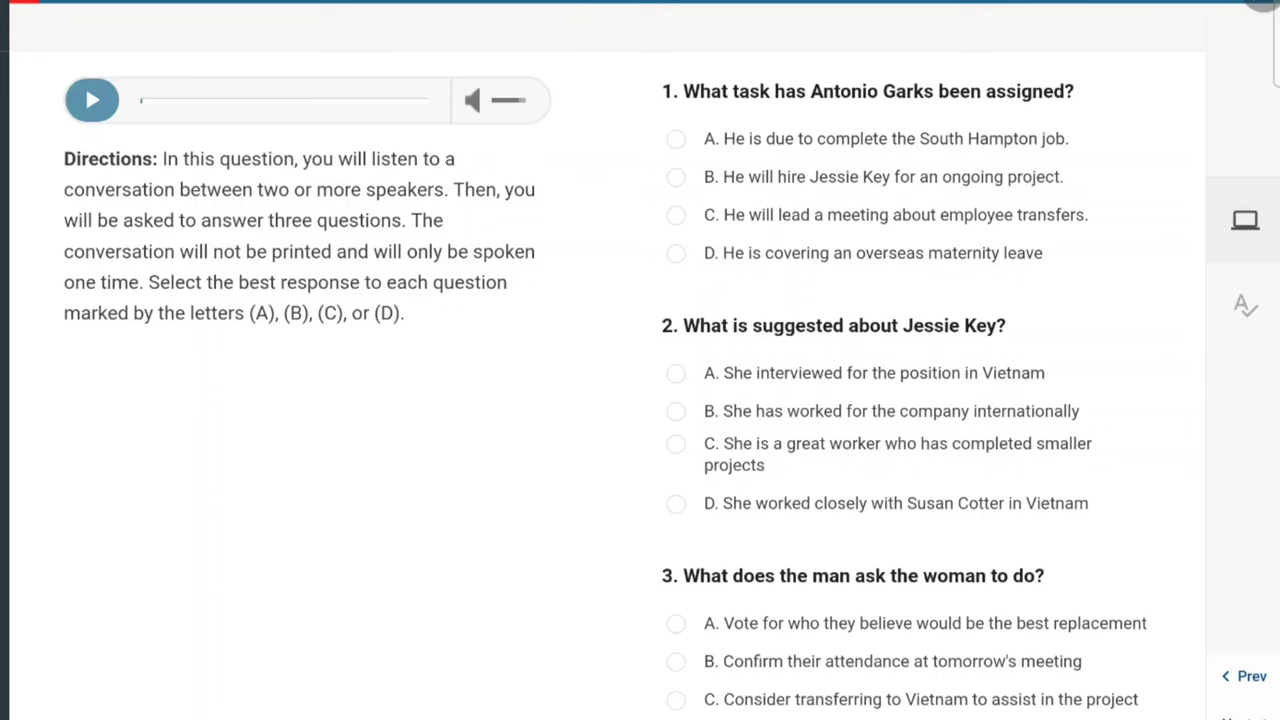 Directions: In this question, you will listen to a
conversation between two or more speakers. Then, you
will be asked to answer three questions. The
conversation will not be printed and will only be spoken
one time. Select the best response to each question
marked by the letters (A), (B), (C), or (D).
1. What task has Antonio Garks been assigned?
A. He is due to complete the South Hampton job.
B. He will hire Jessie Key for an ongoing project.
C. He will lead a meeting about employee transfers.
D. He is covering an overseas maternity leave
2. What is suggested about Jessie Key?
A. She interviewed for the position in Vietnam
B. She has worked for the company internationally
C. She is a great worker who has completed smaller
projects
D. She worked closely with Susan Cotter in Vietnam
3. What does the man ask the woman to do?
A. Vote for who they believe would be the best replacement
B. Confirm their attendance at tomorrow's meeting
C. Consider transferring to Vietnam to assist in the project
Prev